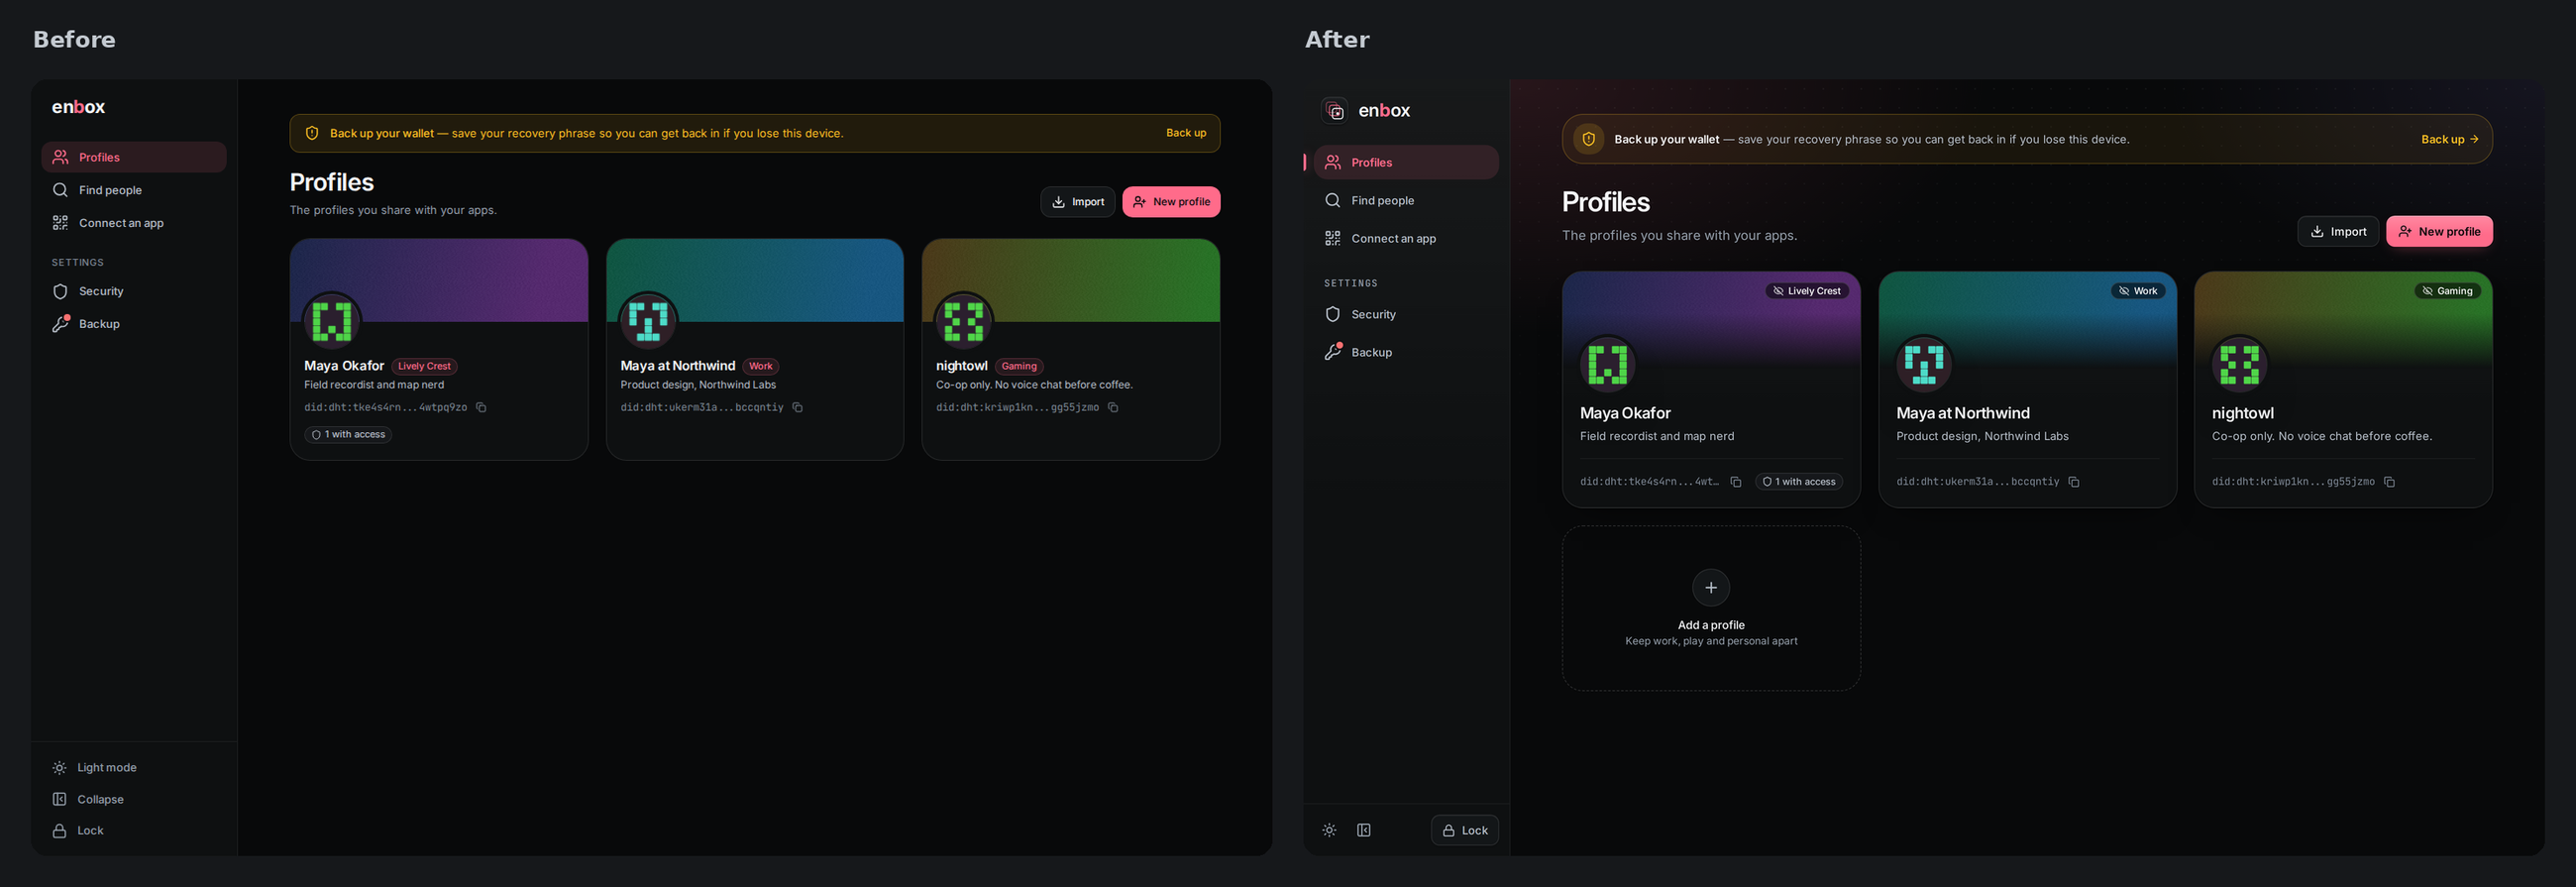 Before
enbox
Profiles
Find people
Connect an app
SETTINGS
Security
Backup
Light mode
Collapse
Lock
Back up your wallet — save your recovery phrase so you can get back in if you lose this device.
Back up
Profiles
The profiles you share with your apps.
Import
New profile
Maya Okafor Lively Crest
Field recordist and map nerd
did:dht:tke4s4rn...4wtpq9zo
1 with access
Maya at Northwind Work
Product design, Northwind Labs
did:dht:ukerm31a...bccqntiy
nightowl Gaming
Co-op only. No voice chat before coffee.
did:dht:kriwp1kn...gg55jzmo
After
enbox
Profiles
Find people
Connect an app
SETTINGS
Security
Backup
Lock
Back up your wallet — save your recovery phrase so you can get back in if you lose this device.
Back up →
Profiles
The profiles you share with your apps.
Import
New profile
Lively Crest
Maya Okafor
Field recordist and map nerd
did:dht:tke4s4rn...4wt…
1 with access
Work
Maya at Northwind
Product design, Northwind Labs
did:dht:ukerm31a...bccqntiy
Gaming
nightowl
Co-op only. No voice chat before coffee.
did:dht:kriwp1kn...gg55jzmo
Add a profile
Keep work, play and personal apart